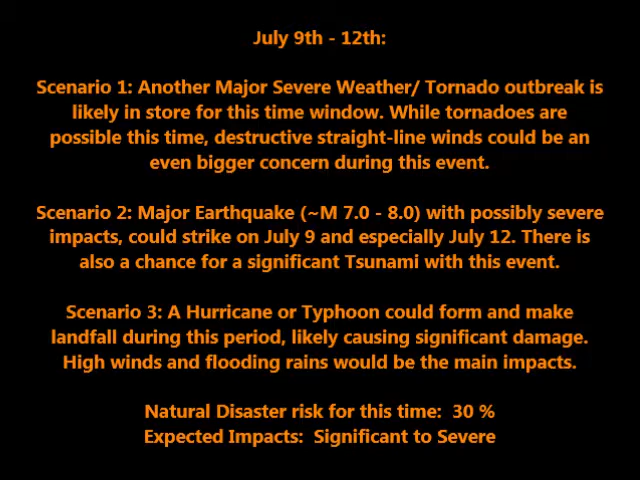 July 9th - 12th:
Scenario 1: Another Major Severe Weather/ Tornado outbreak is
likely in store for this time window. While tornadoes are
possible this time, destructive straight-line winds could be an
even bigger concern during this event.
Scenario 2: Major Earthquake (~M 7.0 - 8.0) with possibly severe
impacts, could strike on July 9 and especially July 12. There is
also a chance for a significant Tsunami with this event.
Scenario 3: A Hurricane or Typhoon could form and make
landfall during this period, likely causing significant damage.
High winds and flooding rains would be the main impacts.
Natural Disaster risk for this time:  30 %
Expected Impacts:  Significant to Severe